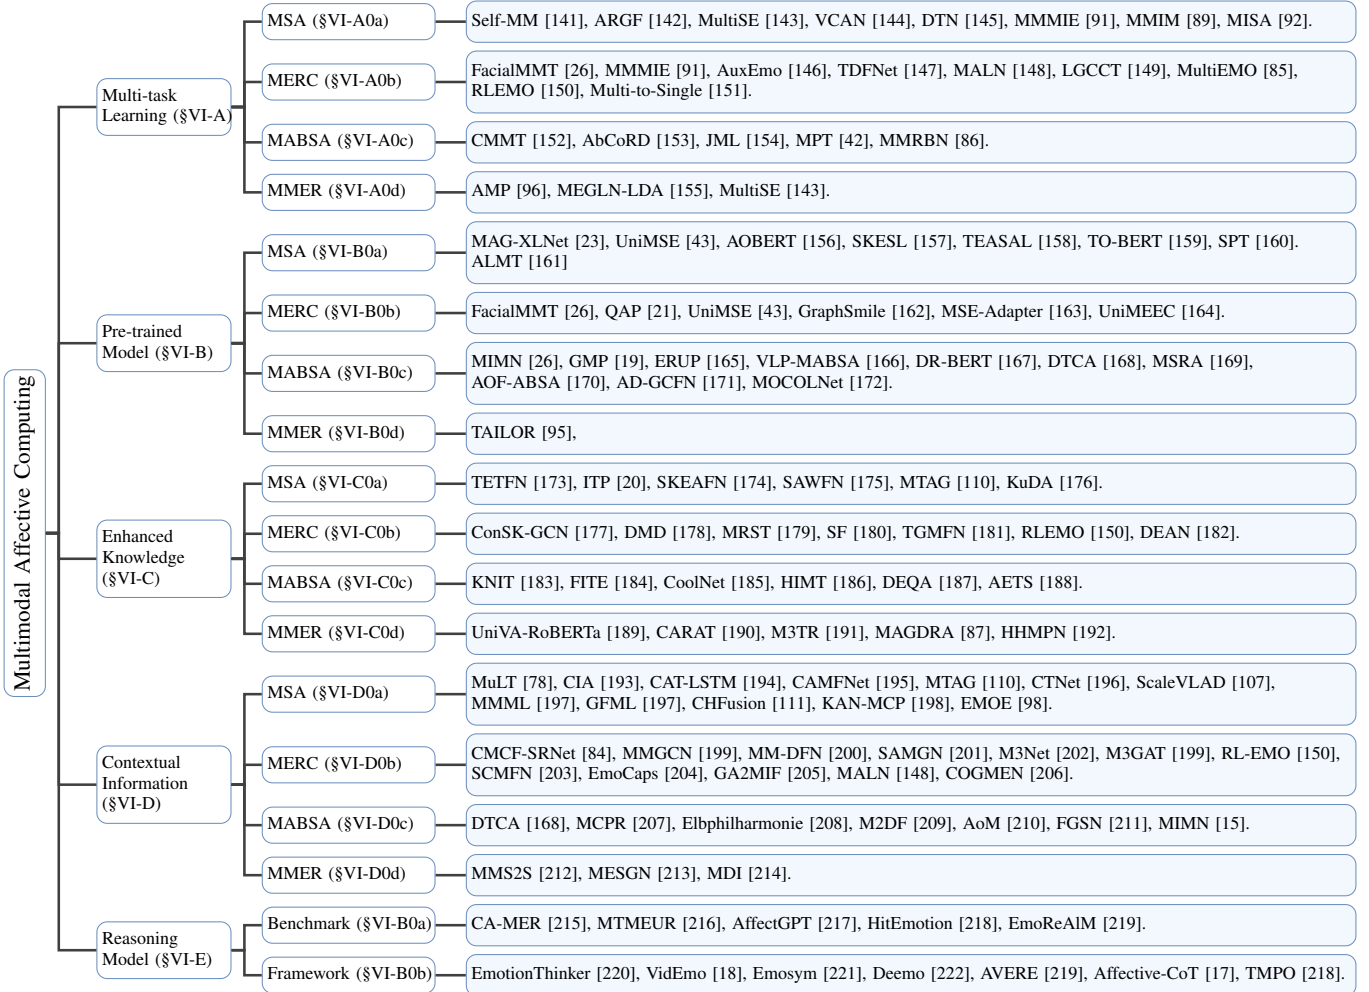 Multimodal Affective Computing
Multi-task
Learning (§VI-A)
MSA (§VI-A0a)
Self-MM [141], ARGF [142], MultiSE [143], VCAN [144], DTN [145], MMMIE [91], MMIM [89], MISA [92].
MERC (§VI-A0b)
FacialMMT [26], MMMIE [91], AuxEmo [146], TDFNet [147], MALN [148], LGCCT [149], MultiEMO [85],
RLEMO [150], Multi-to-Single [151].
MABSA (§VI-A0c)
CMMT [152], AbCoRD [153], JML [154], MPT [42], MMRBN [86].
MMER (§VI-A0d)
AMP [96], MEGLN-LDA [155], MultiSE [143].
Pre-trained
Model (§VI-B)
MSA (§VI-B0a)
MAG-XLNet [23], UniMSE [43], AOBERT [156], SKESL [157], TEASAL [158], TO-BERT [159], SPT [160].
ALMT [161]
MERC (§VI-B0b)
FacialMMT [26], QAP [21], UniMSE [43], GraphSmile [162], MSE-Adapter [163], UniMEEC [164].
MABSA (§VI-B0c)
MIMN [26], GMP [19], ERUP [165], VLP-MABSA [166], DR-BERT [167], DTCA [168], MSRA [169],
AOF-ABSA [170], AD-GCFN [171], MOCOLNet [172].
MMER (§VI-B0d)
TAILOR [95],
Enhanced
Knowledge
(§VI-C)
MSA (§VI-C0a)
TETFN [173], ITP [20], SKEAFN [174], SAWFN [175], MTAG [110], KuDA [176].
MERC (§VI-C0b)
ConSK-GCN [177], DMD [178], MRST [179], SF [180], TGMFN [181], RLEMO [150], DEAN [182].
MABSA (§VI-C0c)
KNIT [183], FITE [184], CoolNet [185], HIMT [186], DEQA [187], AETS [188].
MMER (§VI-C0d)
UniVA-RoBERTa [189], CARAT [190], M3TR [191], MAGDRA [87], HHMPN [192].
Contextual
Information
(§VI-D)
MSA (§VI-D0a)
MuLT [78], CIA [193], CAT-LSTM [194], CAMFNet [195], MTAG [110], CTNet [196], ScaleVLAD [107],
MMML [197], GFML [197], CHFusion [111], KAN-MCP [198], EMOE [98].
MERC (§VI-D0b)
CMCF-SRNet [84], MMGCN [199], MM-DFN [200], SAMGN [201], M3Net [202], M3GAT [199], RL-EMO [150],
SCMFN [203], EmoCaps [204], GA2MIF [205], MALN [148], COGMEN [206].
MABSA (§VI-D0c)
DTCA [168], MCPR [207], Elbphilharmonie [208], M2DF [209], AoM [210], FGSN [211], MIMN [15].
MMER (§VI-D0d)
MMS2S [212], MESGN [213], MDI [214].
Reasoning
Model (§VI-E)
Benchmark (§VI-B0a)
CA-MER [215], MTMEUR [216], AffectGPT [217], HitEmotion [218], EmoReAlM [219].
Framework (§VI-B0b)
EmotionThinker [220], VidEmo [18], Emosym [221], Deemo [222], AVERE [219], Affective-CoT [17], TMPO [218].